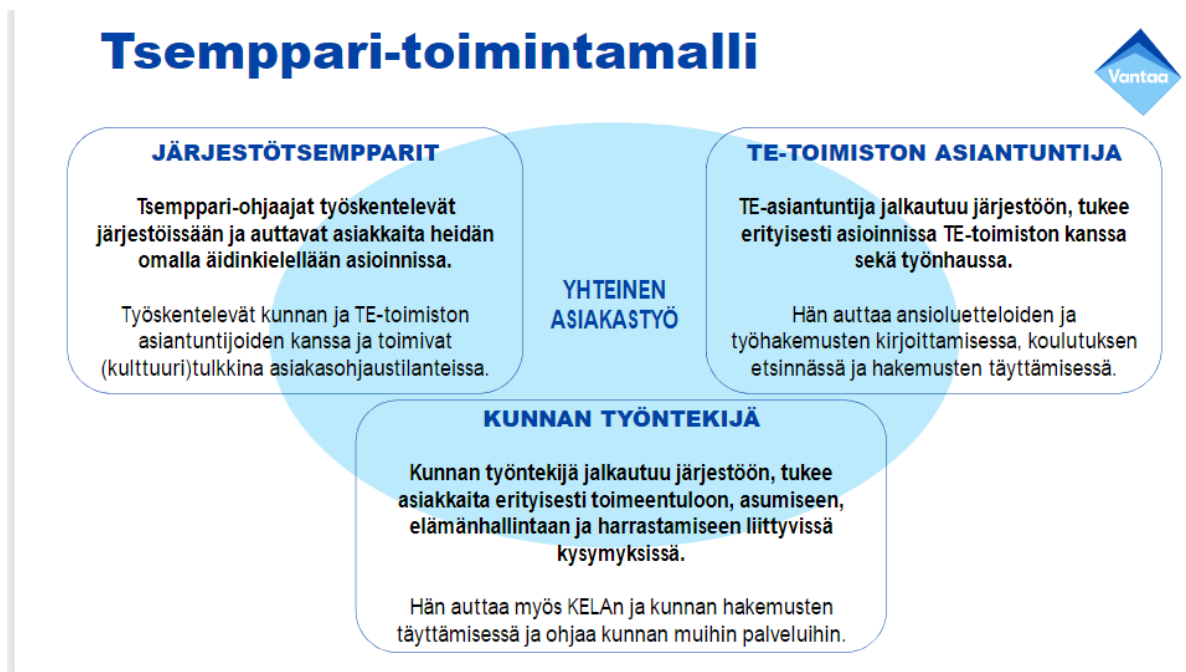 Tsemppari-toimintamalli
Vantaa
JÄRJESTÖTSEMPPARIT
Tsemppari-ohjaajat työskentelevät
järjestöissään ja auttavat asiakkaita heidän
omalla äidinkielellään asioinnissa.
Työskentelevät kunnan ja TE-toimiston
asiantuntijoiden kanssa ja toimivat
(kulttuuri)tulkkina asiakasohjaustilanteissa.
YHTEINEN
ASIAKASTYÖ
TE-TOIMISTON ASIANTUNTIJA
TE-asiantuntija jalkautuu järjestöön, tukee
erityisesti asioinnissa TE-toimiston kanssa
sekä työnhaussa.
Hän auttaa ansioluetteloiden ja
työhakemusten kirjoittamisessa, koulutuksen
etsinnässä ja hakemusten täyttämisessä.
KUNNAN TYÖNTEKIJÄ
Kunnan työntekijä jalkautuu järjestöön, tukee
asiakkaita erityisesti toimeentuloon, asumiseen,
elämänhallintaan ja harrastamiseen liittyvissä
kysymyksissä.
Hän auttaa myös KELAn ja kunnan hakemusten
täyttämisessä ja ohjaa kunnan muihin palveluihin.